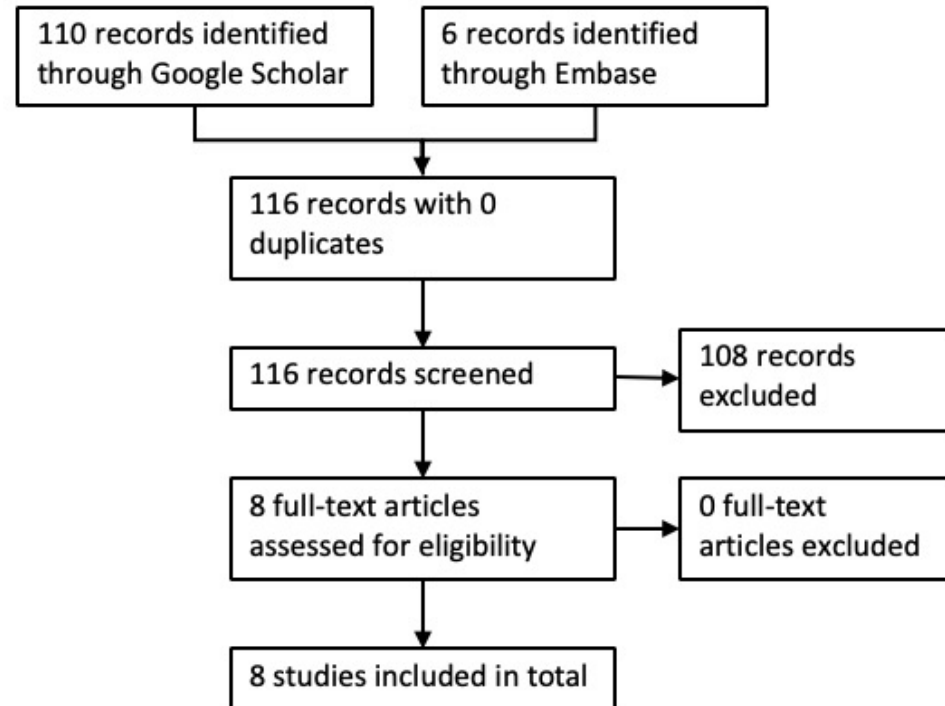 110 records identified
through Google Scholar
6 records identified
through Embase
116 records with 0
duplicates
116 records screened
108 records
excluded
8 full-text articles
assessed for eligibility
0 full-text
articles excluded
8 studies included in total